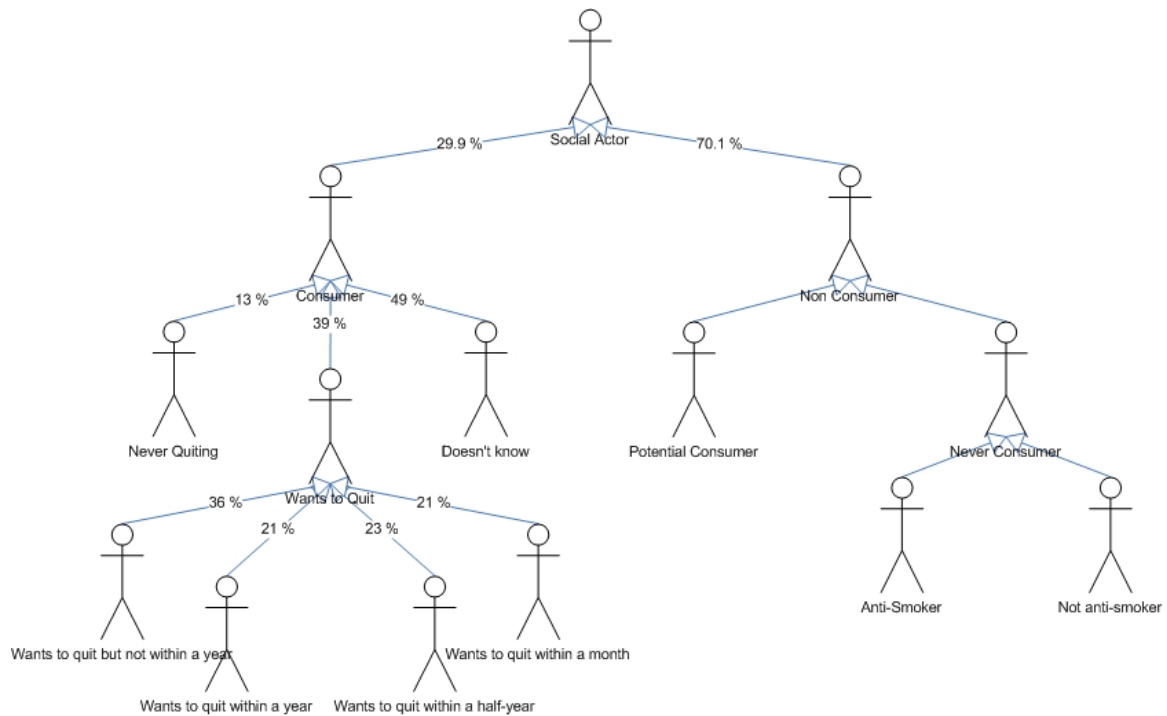 Social Actor
29.9 %
70.1 %
Consumer
Non Consumer
13 %
49 %
39 %
Never Quiting
Doesn't know
Potential Consumer
Never Consumer
Wants to Quit
36 %
21 %
21 %
23 %
Anti-Smoker
Not anti-smoker
Wants to quit but not within a year
Wants to quit within a month
Wants to quit within a year
Wants to quit within a half-year